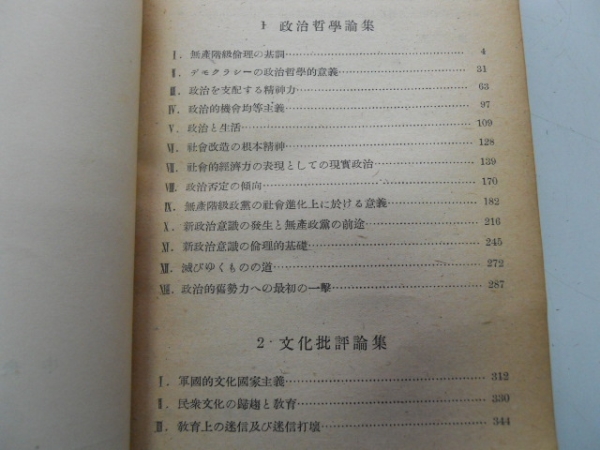 1 政治哲學論集
I. 無產階級倫理の基調 4
II. デモクラシーの政治哲學的意義 31
III. 政治を支配する精神力 63
IV. 政治的機會均等主義 97
V. 政治と生活 109
VI. 社會改造の根本精神 128
VII. 社會的經濟力の表現としての現實政治 139
VIII. 政治否定の傾向 170
IX. 無產階級政黨の社會進化上に於ける意義 182
X. 新政治意識の發生と無產政黨の前途 216
XI. 新政治意識の倫理的基礎 245
XII. 滅びゆくものの道 272
XIII. 政治的舊勢力への最初の一擊 287
2 文化批評論集
I. 軍國的文化國家主義 312
II. 民衆文化の歸趨と敎育 330
III. 敎育上の迷信及び迷信打壞 344